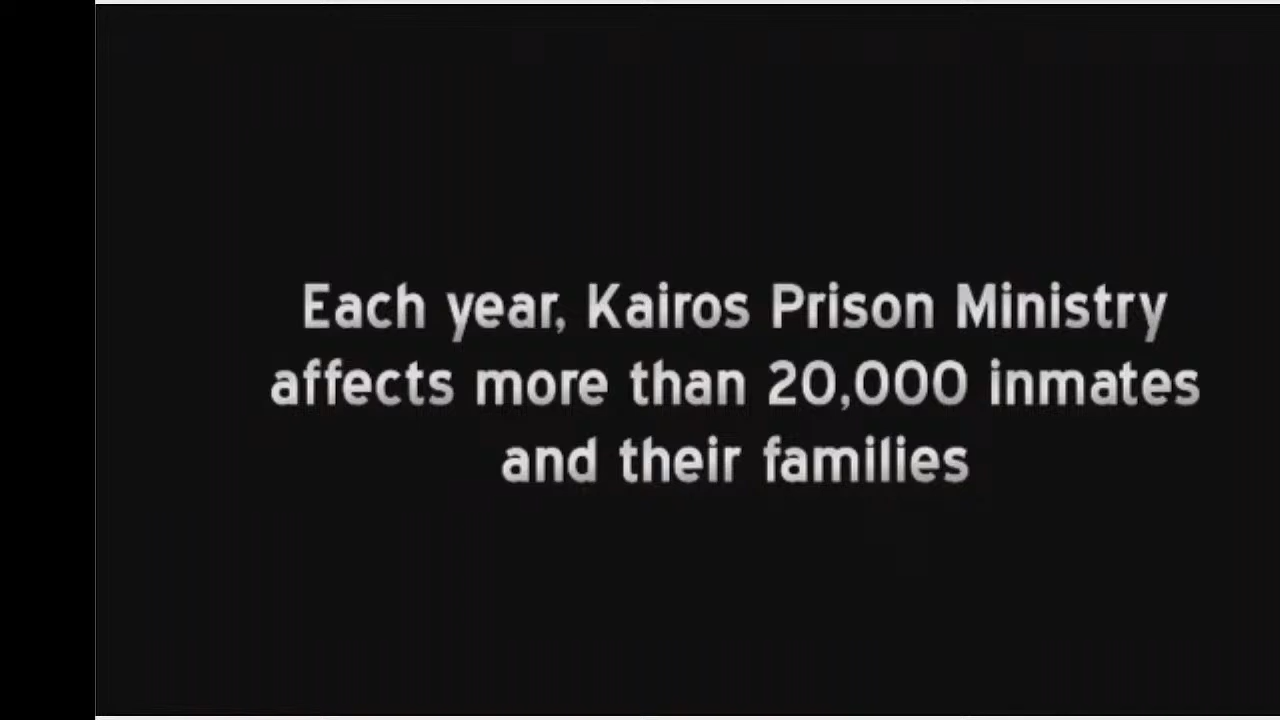 Each year, Kairos Prison Ministry
affects more than 20,000 inmates
and their families